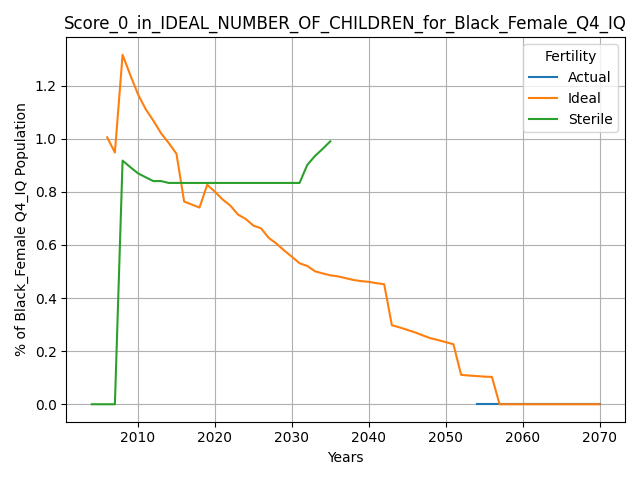 Score_0_in_IDEAL_NUMBER_OF_CHILDREN_for_Black_Female_Q4_IQ
Fertility
Actual
Ideal
Sterile
% of Black_Female Q4_IQ Population
1.2
1.0
0.8
0.6
0.4
0.2
0.0
2010 2020 2030 2040 2050 2060 2070
Years